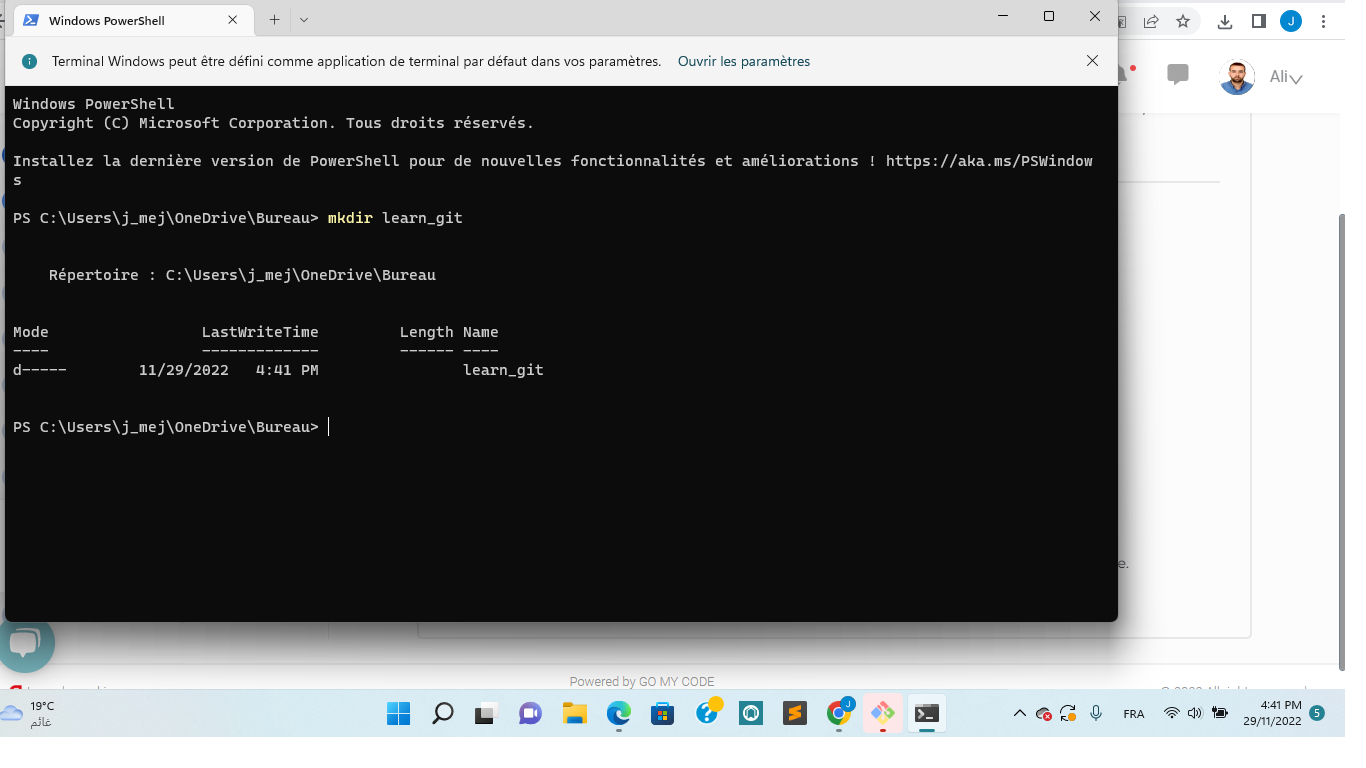 Windows PowerShell
Terminal Windows peut être défini comme application de terminal par défaut dans vos paramètres. Ouvrir les paramètres
Windows PowerShell
Copyright (C) Microsoft Corporation. Tous droits réservés.
Installez la dernière version de PowerShell pour de nouvelles fonctionnalités et améliorations ! https://aka.ms/PSWindow
s
PS C:\Users\j_mej\OneDrive\Bureau> mkdir learn_git
Répertoire : C:\Users\j_mej\OneDrive\Bureau
Mode LastWriteTime Length Name
---- ------------- ------ ----
d----- 11/29/2022 4:41 PM learn_git
PS C:\Users\j_mej\OneDrive\Bureau>
J
Ali
e.
Powered by GO MY CODE
19°C
غائم
J
FRA
4:41 PM
29/11/2022
5